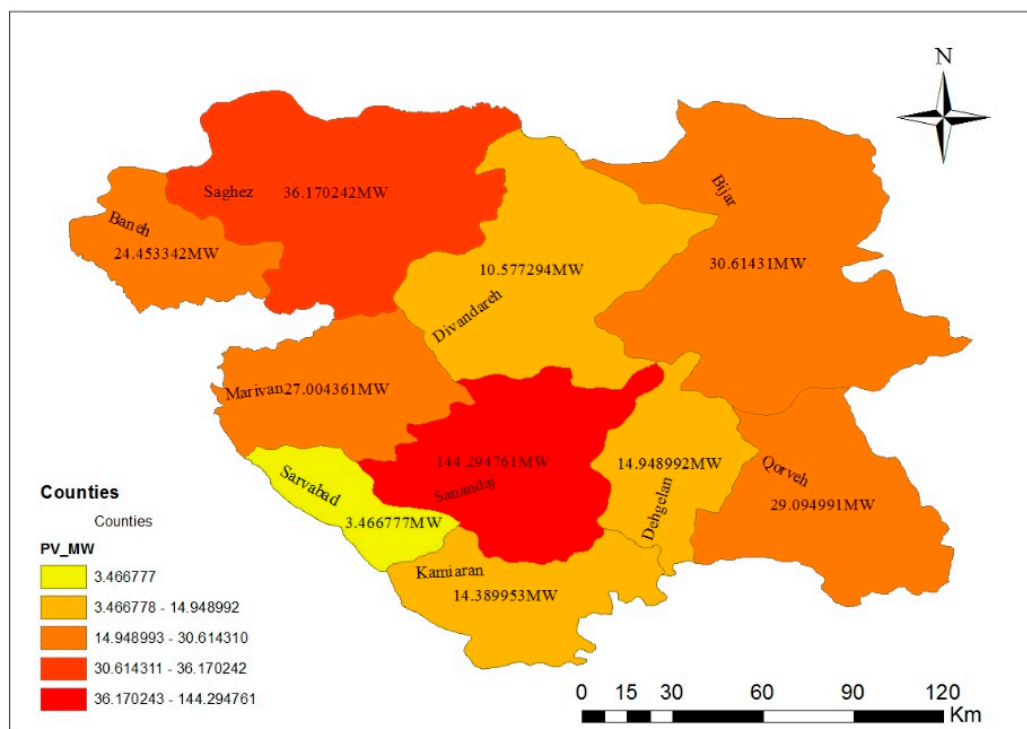 N
Saghez
36.170242MW
Baneh
24.453342MW
Bijar
30.61431MW
10.577294MW
Divandareh
Marivan
27.004361MW
144.294761MW
Sanandaj
14.948992MW
Dehgelan
Qorveh
29.094991MW
Sarvabad
3.466777MW
Kamiaran
14.389953MW
Counties
Counties
PV_MW
3.466777
3.466778 - 14.948992
14.948993 - 30.614310
30.614311 - 36.170242
36.170243 - 144.294761
0 15 30 60 90 120
Km